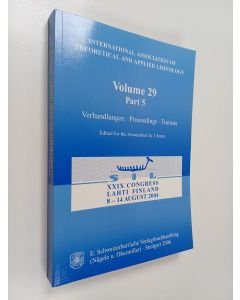 INTERNATIONAL ASSOCIATION OF
THEORETICAL AND APPLIED LIMNOLOGY
Volume 29
Part 5
Verhandlungen · Proceedings · Travaux
Edited for the Association by J. Jones
S I L
XXIX CONGRESS
LAHTI FINLAND
8 – 14 AUGUST 2004
E. Schweizerbart'sche Verlagsbuchhandlung
(Nägele u. Obermiller) · Stuttgart 2006